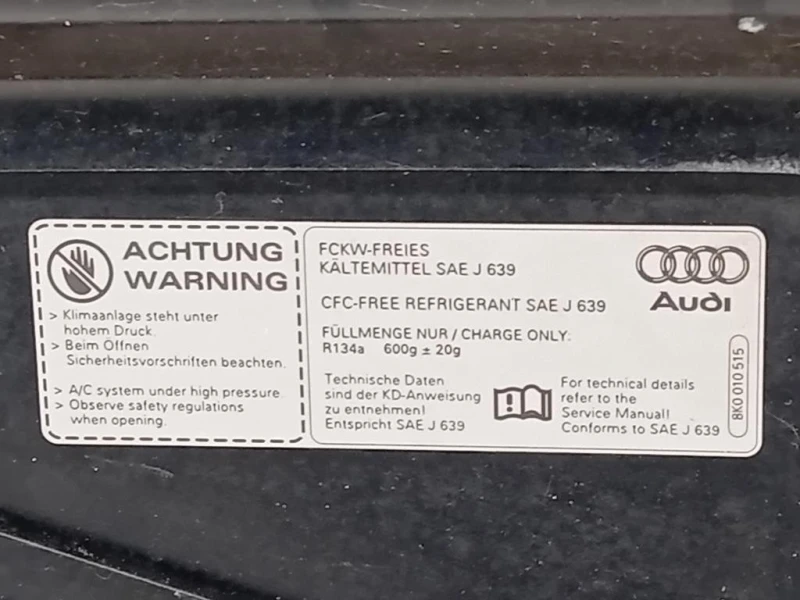 ACHTUNG
WARNING
> Klimaanlage steht unter
hohem Druck.
> Beim Öffnen
Sicherheitsvorschriften beachten.
> A/C system under high pressure
> Observe safety regulations
when opening.
FCKW-FREIES
KÄLTEMITTEL SAE J 639
CFC-FREE REFRIGERANT SAE J 639
FÜLLMENGE NUR / CHARGE ONLY:
R134a 600g ± 20g
Technische Daten
sind der KD-Anweisung
zu entnehmen!
Entspricht SAE J 639
For technical details
refer to the
Service Manual!
Conforms to SAE J 639
Audi
8K0 010 515